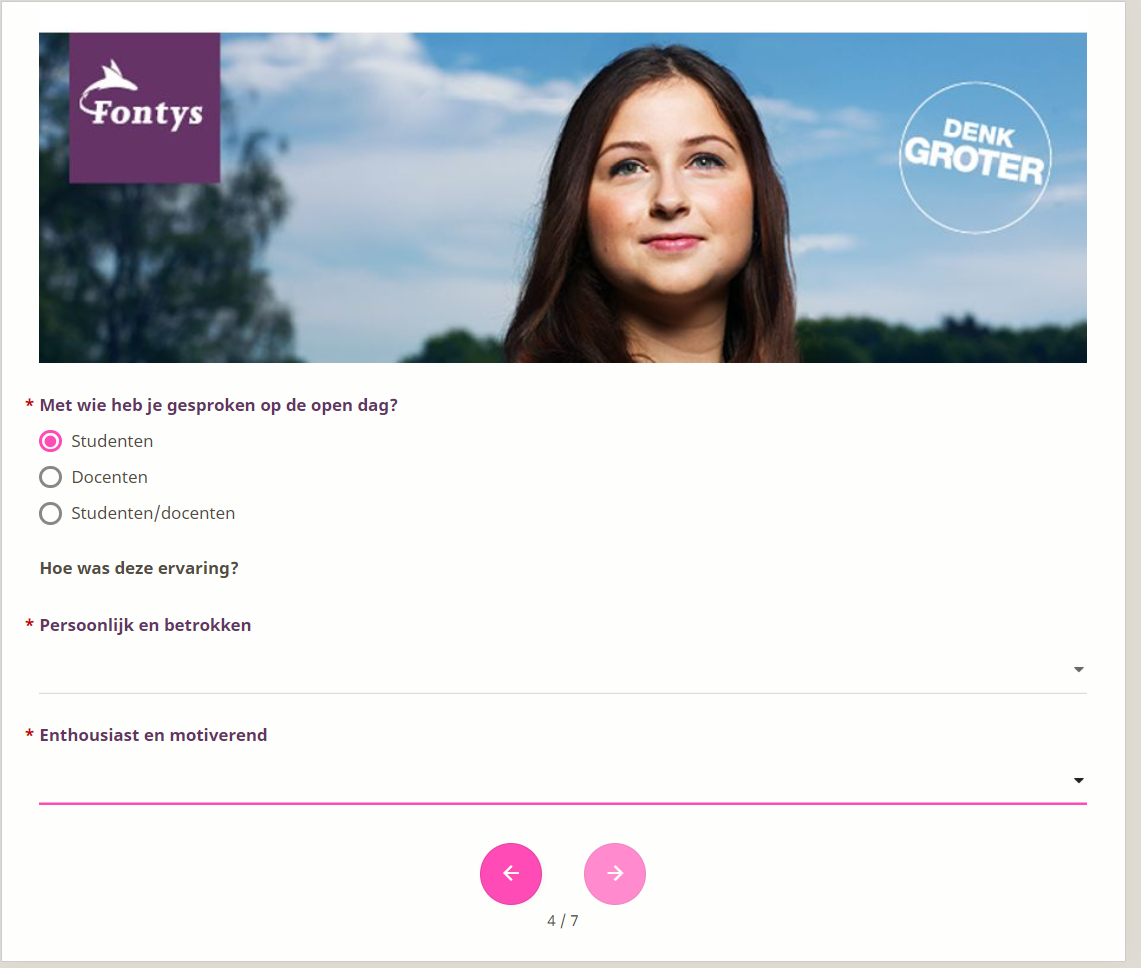 Fontys
DENK
GROTER
* Met wie heb je gesproken op de open dag?
Studenten
Docenten
Studenten/docenten
Hoe was deze ervaring?
* Persoonlijk en betrokken
* Enthousiast en motiverend
4 / 7